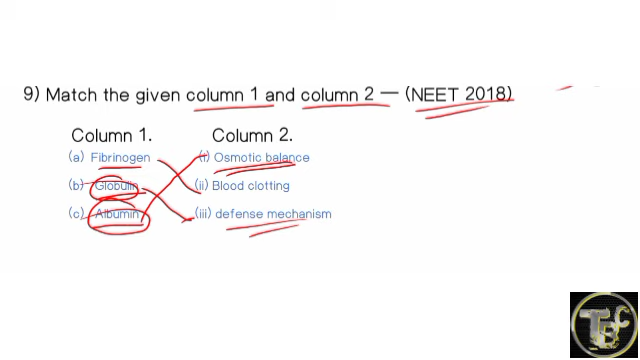 9) Match the given column 1 and column 2 — (NEET 2018)
Column 1. Column 2.
(a) Fibrinogen (i) Osmotic balance
(b) Globulin (ii) Blood clotting
(c) Albumin (iii) defense mechanism